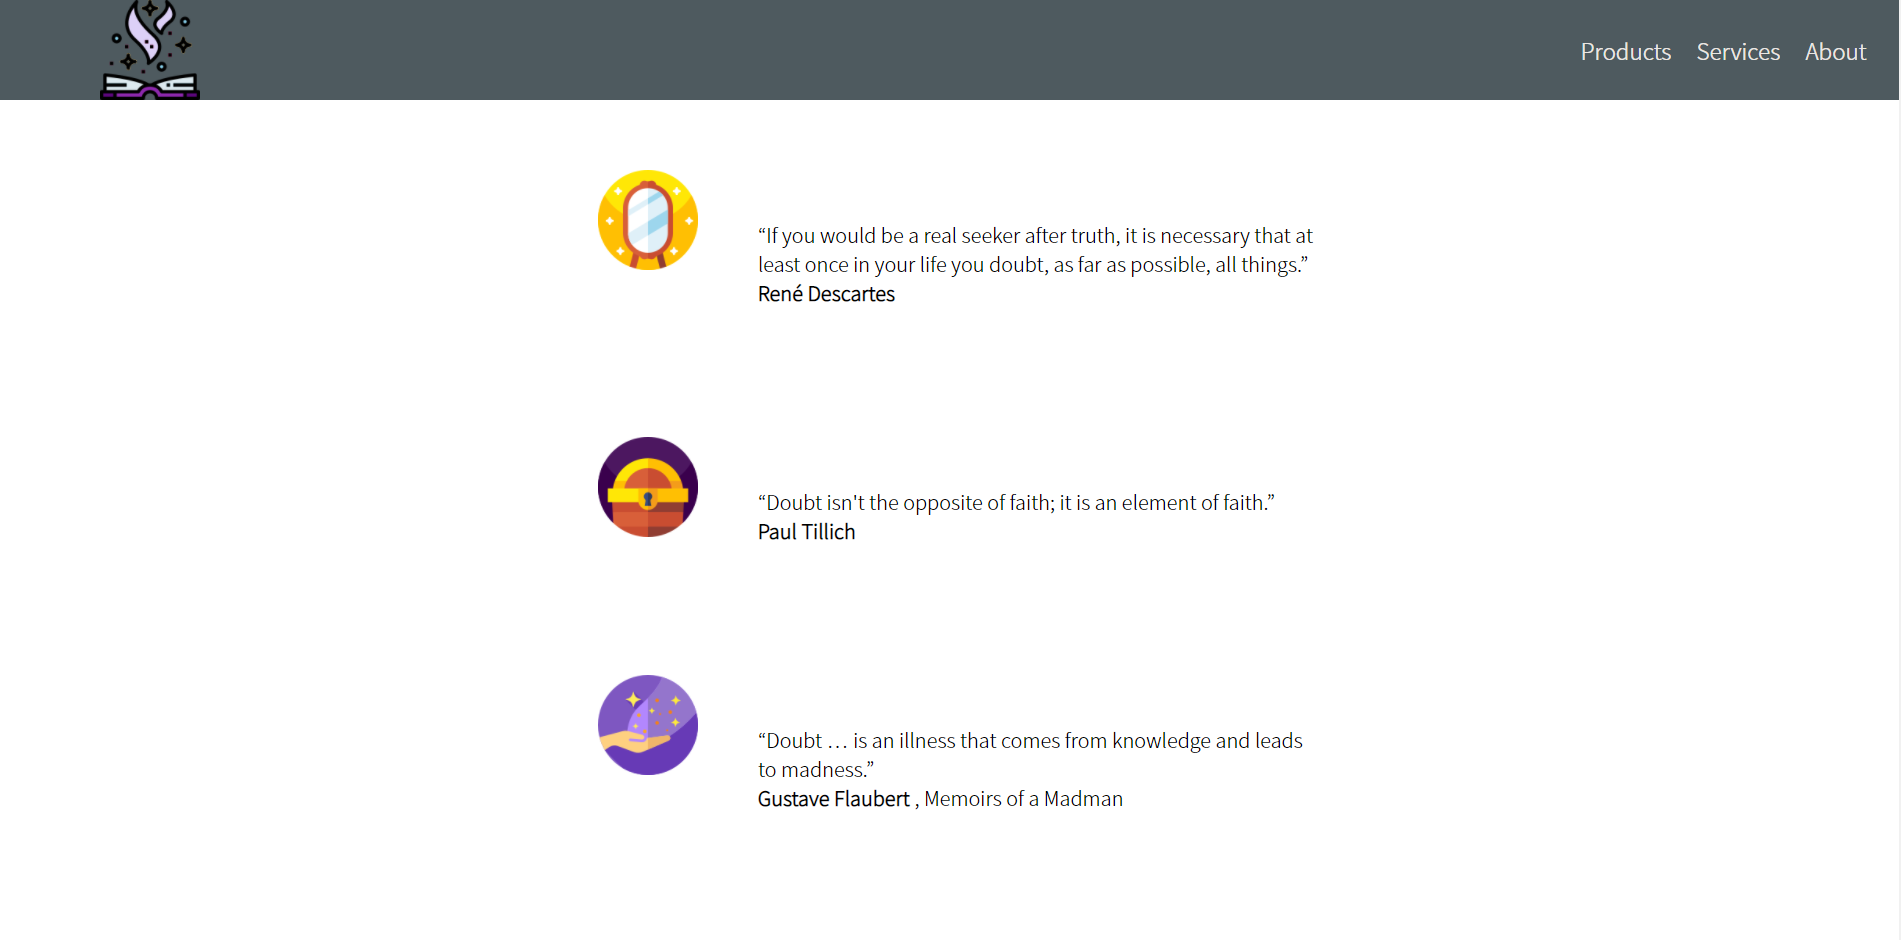 Products Services About
“If you would be a real seeker after truth, it is necessary that at
least once in your life you doubt, as far as possible, all things.”
René Descartes
“Doubt isn't the opposite of faith; it is an element of faith.”
Paul Tillich
“Doubt … is an illness that comes from knowledge and leads
to madness.”
Gustave Flaubert , Memoirs of a Madman